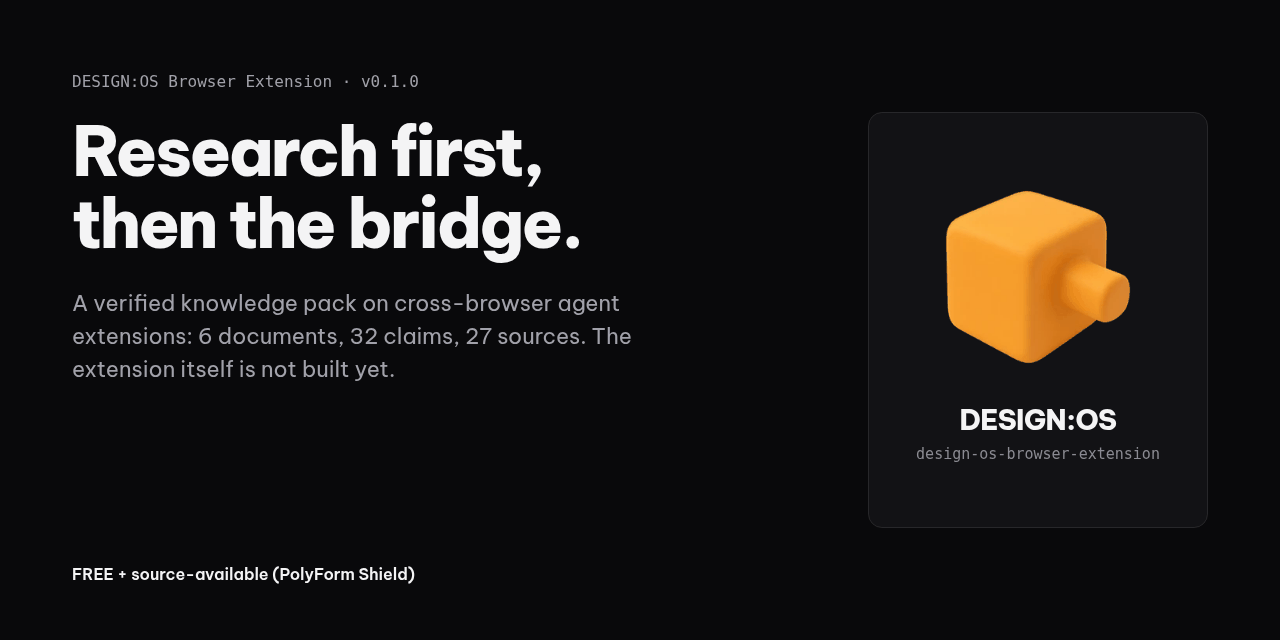 DESIGN:OS Browser Extension · v0.1.0
Research first,
then the bridge.
A verified knowledge pack on cross-browser agent
extensions: 6 documents, 32 claims, 27 sources. The
extension itself is not built yet.
DESIGN:OS
design-os-browser-extension
FREE + source-available (PolyForm Shield)